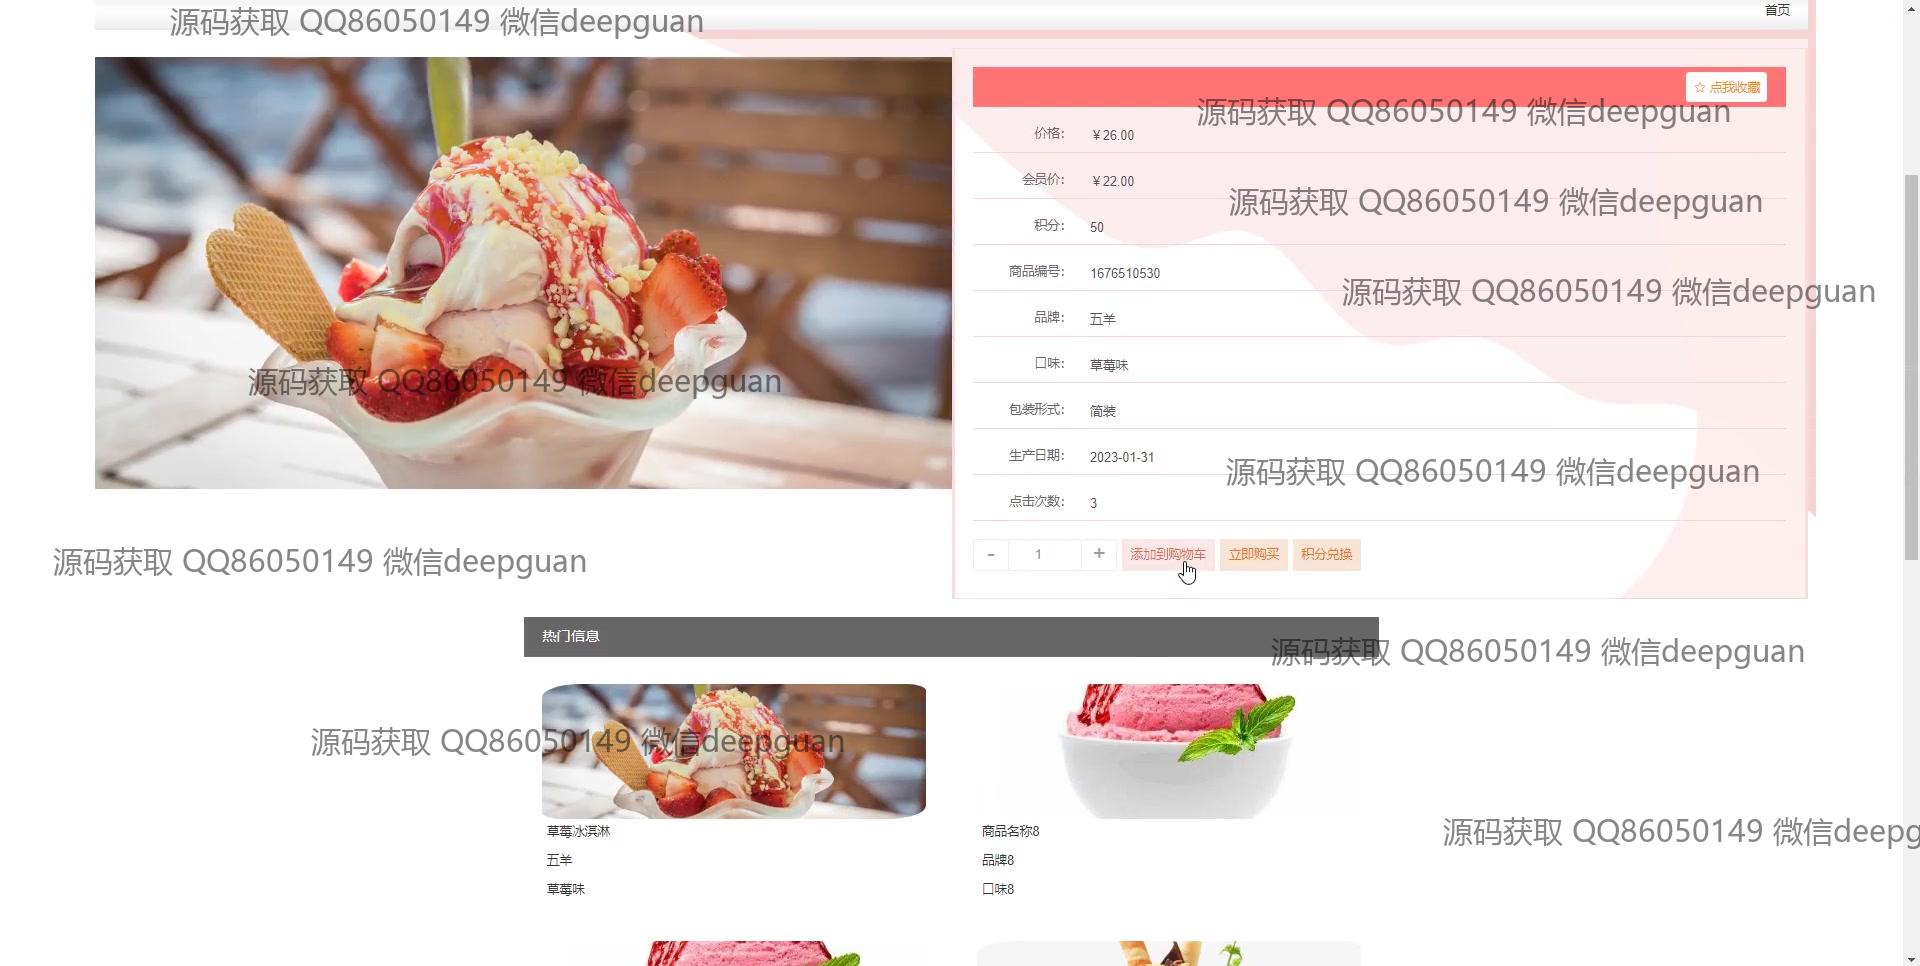 源码获取 QQ86050149 微信deepguan
首页
☆ 点我收藏
源码获取 QQ86050149 微信deepguan
价格： ￥26.00
会员价： ￥22.00
源码获取 QQ86050149 微信deepguan
积分： 50
商品编号： 1676510530
源码获取 QQ86050149 微信deepguan
品牌： 五羊
口味： 草莓味
源码获取 QQ86050149 微信deepguan
包装形式： 简装
生产日期： 2023-01-31
源码获取 QQ86050149 微信deepguan
点击次数： 3
- 1 + 添加到购物车 立即购买 积分兑换
源码获取 QQ86050149 微信deepguan
热门信息
源码获取 QQ86050149 微信deepguan
源码获取 QQ86050149 微信deepguan
草莓冰淇淋
五羊
草莓味
商品名称8
品牌8
口味8
源码获取 QQ86050149 微信deepg